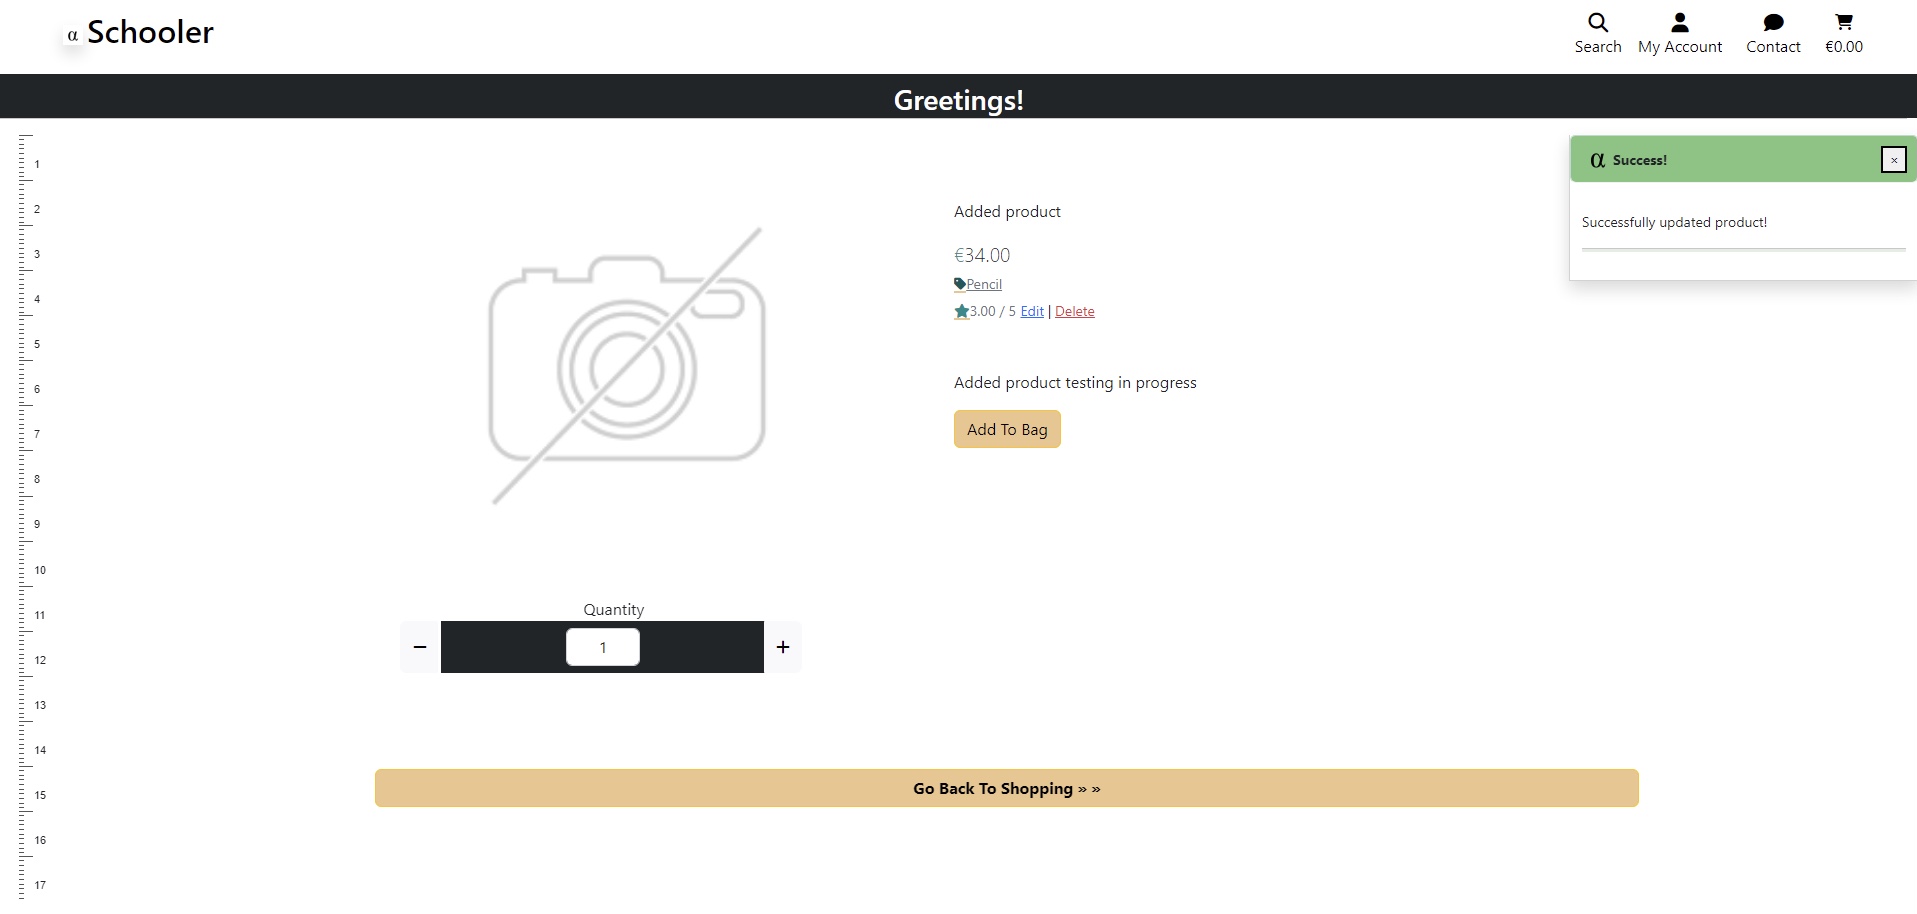 α Schooler
Search
My Account
Contact
€0.00
Greetings!
1
2
3
4
5
6
7
8
9
10
11
12
13
14
15
16
17
Added product
€34.00
Pencil
3.00 / 5 Edit | Delete
Added product testing in progress
Add To Bag
Quantity
− 1 +
Go Back To Shopping » »
α Success! ×
Successfully updated product!